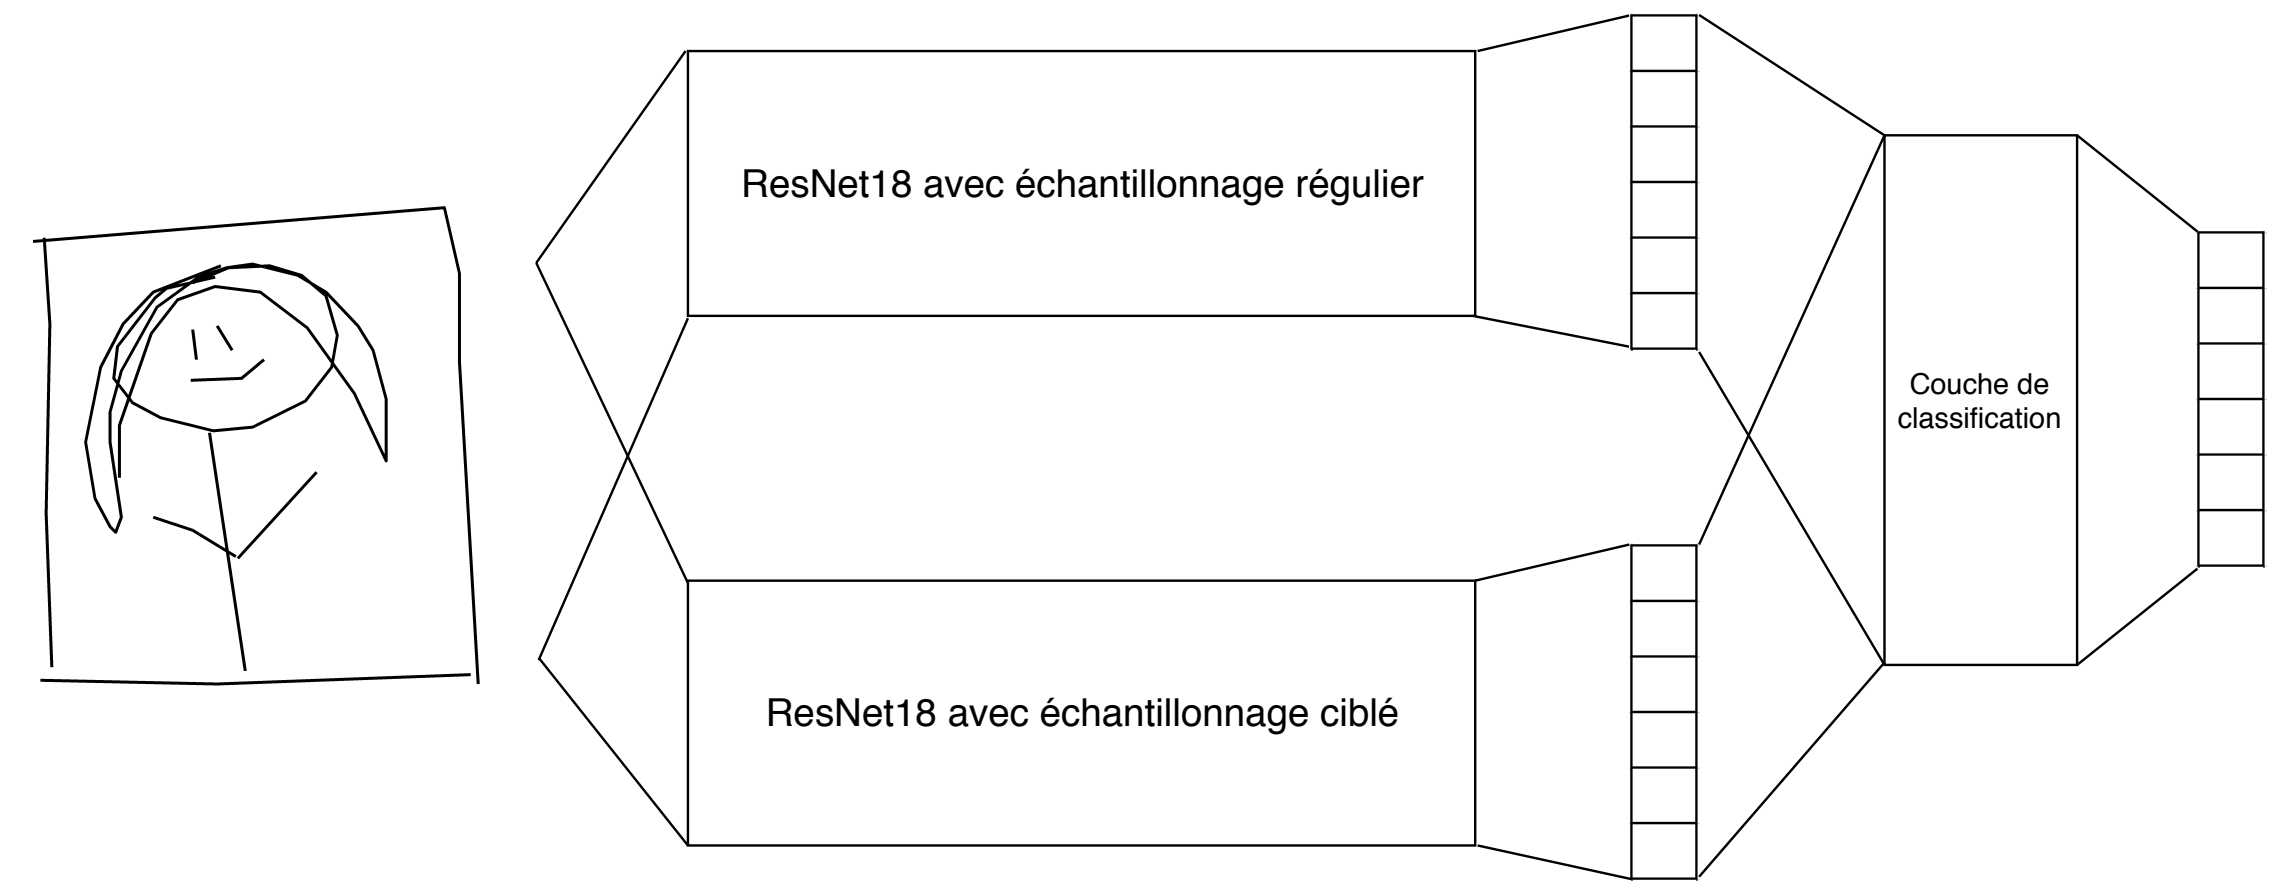 ResNet18 avec échantillonnage régulier
Couche de
classification
ResNet18 avec échantillonnage ciblé